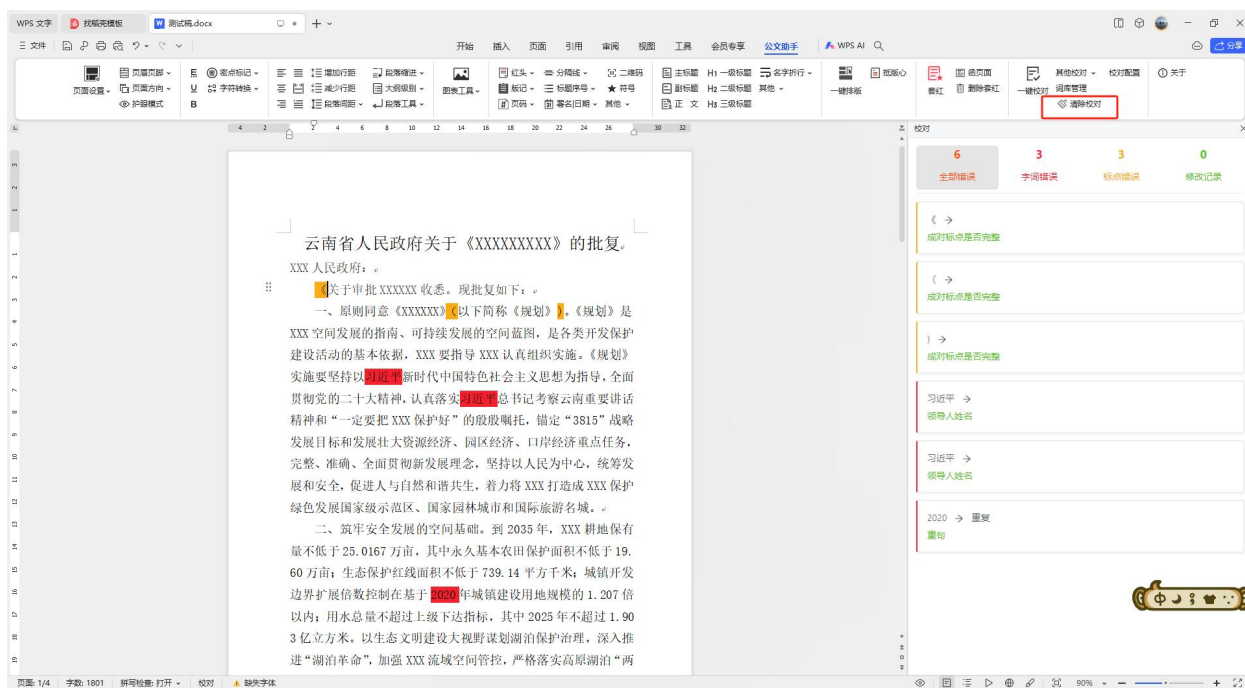 WPS 文字 找稿壳模板 测试稿.docx
三 文件 开始 插入 页面 引用 审阅 视图 工具 会员专享 公文助手 WPS AI 分享
页眉页脚 密点标记 增加行距 段落缩进 红头 分隔线 二维码 主标题 H1 一级标题 名字折行 抵版心 函页面 其他校对 校对配置 关于
页面设置 页面方向 字符转换 减少行距 大纲级别 图表工具 版记 标题序号 符号 副标题 H2 二级标题 其他 一键排版 套红 删除套红 一键校对 词库管理
护眼模式 B 段落间距 段落工具 页码 署名日期 其他 正 文 H3 三级标题 清除校对
4 2 2 4 6 8 10 12 14 16 18 20 22 24 26 30 32
校对
6 3 3 0
全部错误 字词错误 标点错误 修改记录
云南省人民政府关于《XXXXXXXXX》的批复
XXX 人民政府：
《关于审批 XXXXXX 收悉。现批复如下：
一、原则同意《XXXXXX》（以下简称《规划》）。《规划》是
XXX 空间发展的指南、可持续发展的空间蓝图，是各类开发保护
建设活动的基本依据，XXX 要指导 XXX 认真组织实施。《规划》
实施要坚持以习近平新时代中国特色社会主义思想为指导，全面
贯彻党的二十大精神，认真落实习近平总书记考察云南重要讲话
精神和“一定要把 XXX 保护好”的殷殷嘱托，锚定“3815”战略
发展目标和发展壮大资源经济、园区经济、口岸经济重点任务，
完整、准确、全面贯彻新发展理念，坚持以人民为中心，统筹发
展和安全，促进人与自然和谐共生，着力将 XXX 打造成 XXX 保护
绿色发展国家级示范区、国家园林城市和国际旅游名城。
二、筑牢安全发展的空间基础。到 2035 年，XXX 耕地保有
量不低于 25.0167 万亩，其中永久基本农田保护面积不低于 19.
60 万亩；生态保护红线面积不低于 739.14 平方千米；城镇开发
边界扩展倍数控制在基于 2020 年城镇建设用地规模的 1.207 倍
以内；用水总量不超过上级下达指标，其中 2025 年不超过 1.90
3 亿立方米。以生态文明建设大视野谋划湖泊保护治理，深入推
进“湖泊革命”，加强 XXX 流域空间管控，严格落实高原湖泊“两
《 →
成对标点是否完整
（ →
成对标点是否完整
） →
成对标点是否完整
习近平 →
领导人姓名
习近平 →
领导人姓名
2020 → 重复
重句
页面: 1/4 字数: 1801 拼写检查: 打开 校对 缺失字体 90%